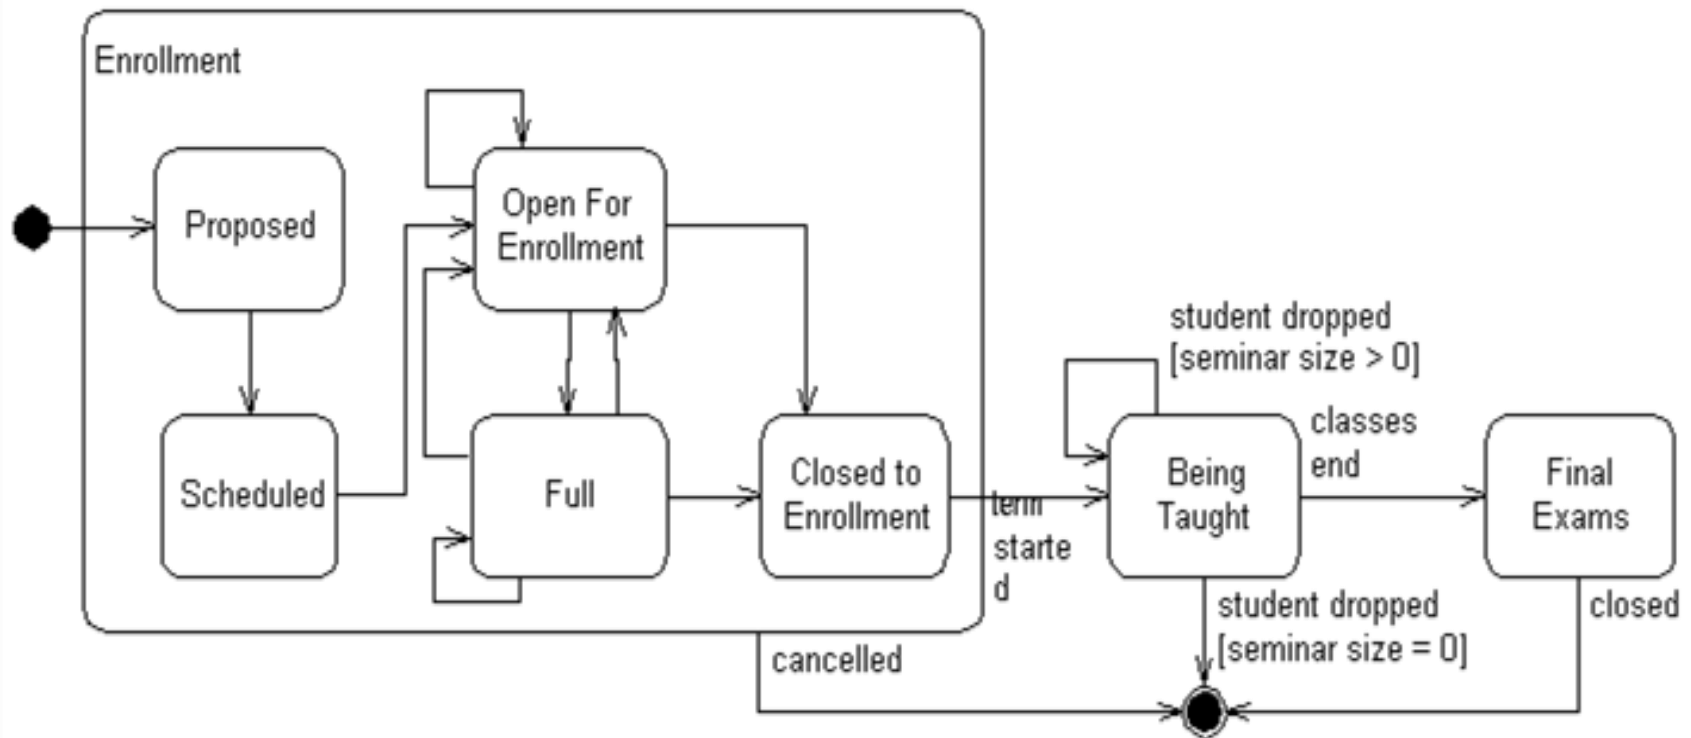 Enrollment
Proposed
Open For
Enrollment
Scheduled
Full
Closed to
Enrollment
term
starte
d
cancelled
student dropped
[seminar size > 0]
Being
Taught
classes
end
Final
Exams
student dropped
[seminar size = 0]
closed